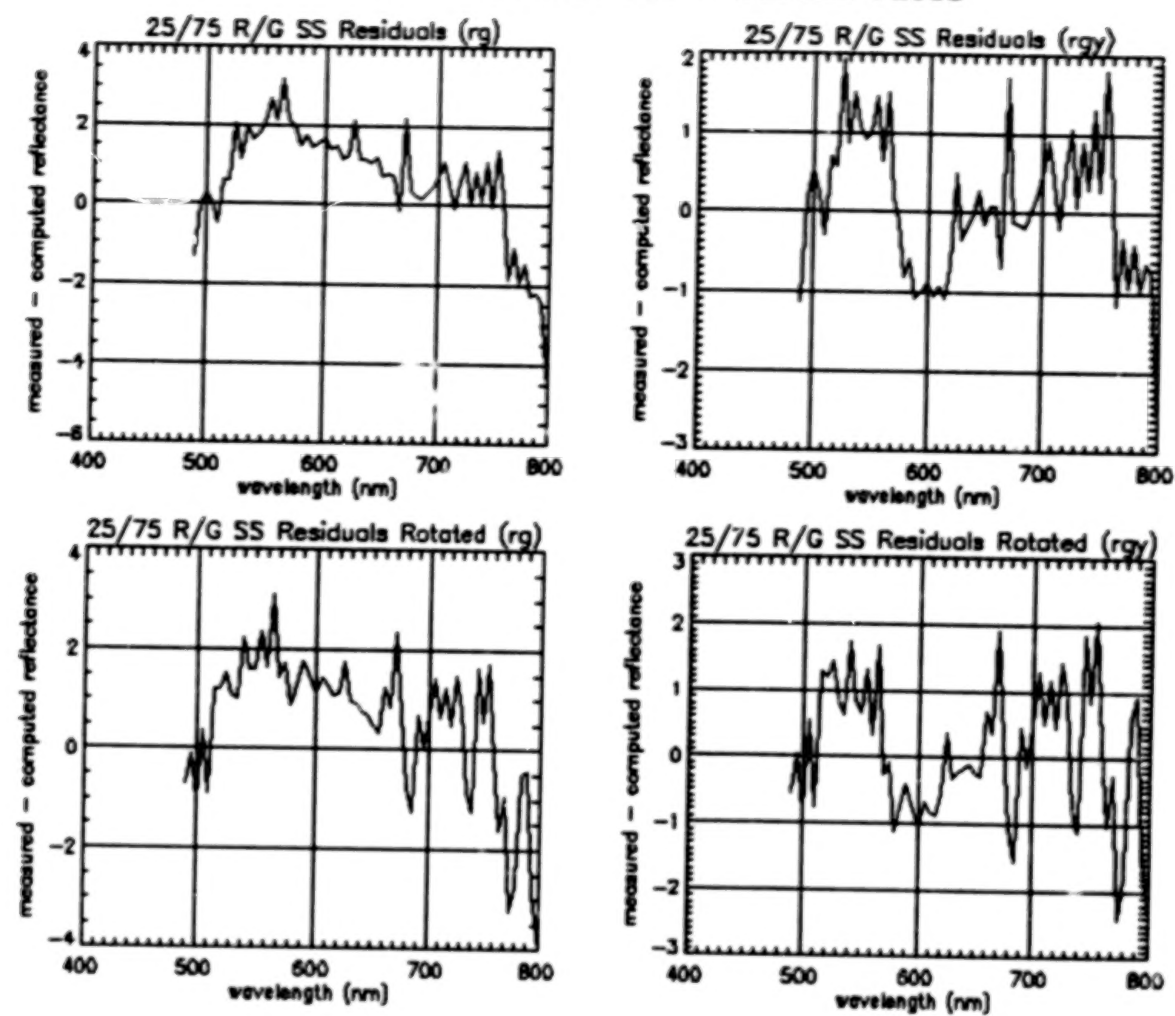 25/75 R/G SS Residuals (rg)
measured - computed reflectance
4
2
0
-2
-4
-6
400 500 600 700 800
wavelength (nm)
25/75 R/G SS Residuals (rgy)
measured - computed reflectance
2
1
0
-1
-2
-3
400 500 600 700 800
wavelength (nm)
25/75 R/G SS Residuals Rotated (rg)
measured - computed reflectance
4
2
0
-2
-4
400 500 600 700 800
wavelength (nm)
25/75 R/G SS Residuals Rotated (rgy)
measured - computed reflectance
3
2
1
0
-1
-2
-3
400 500 600 700 800
wavelength (nm)